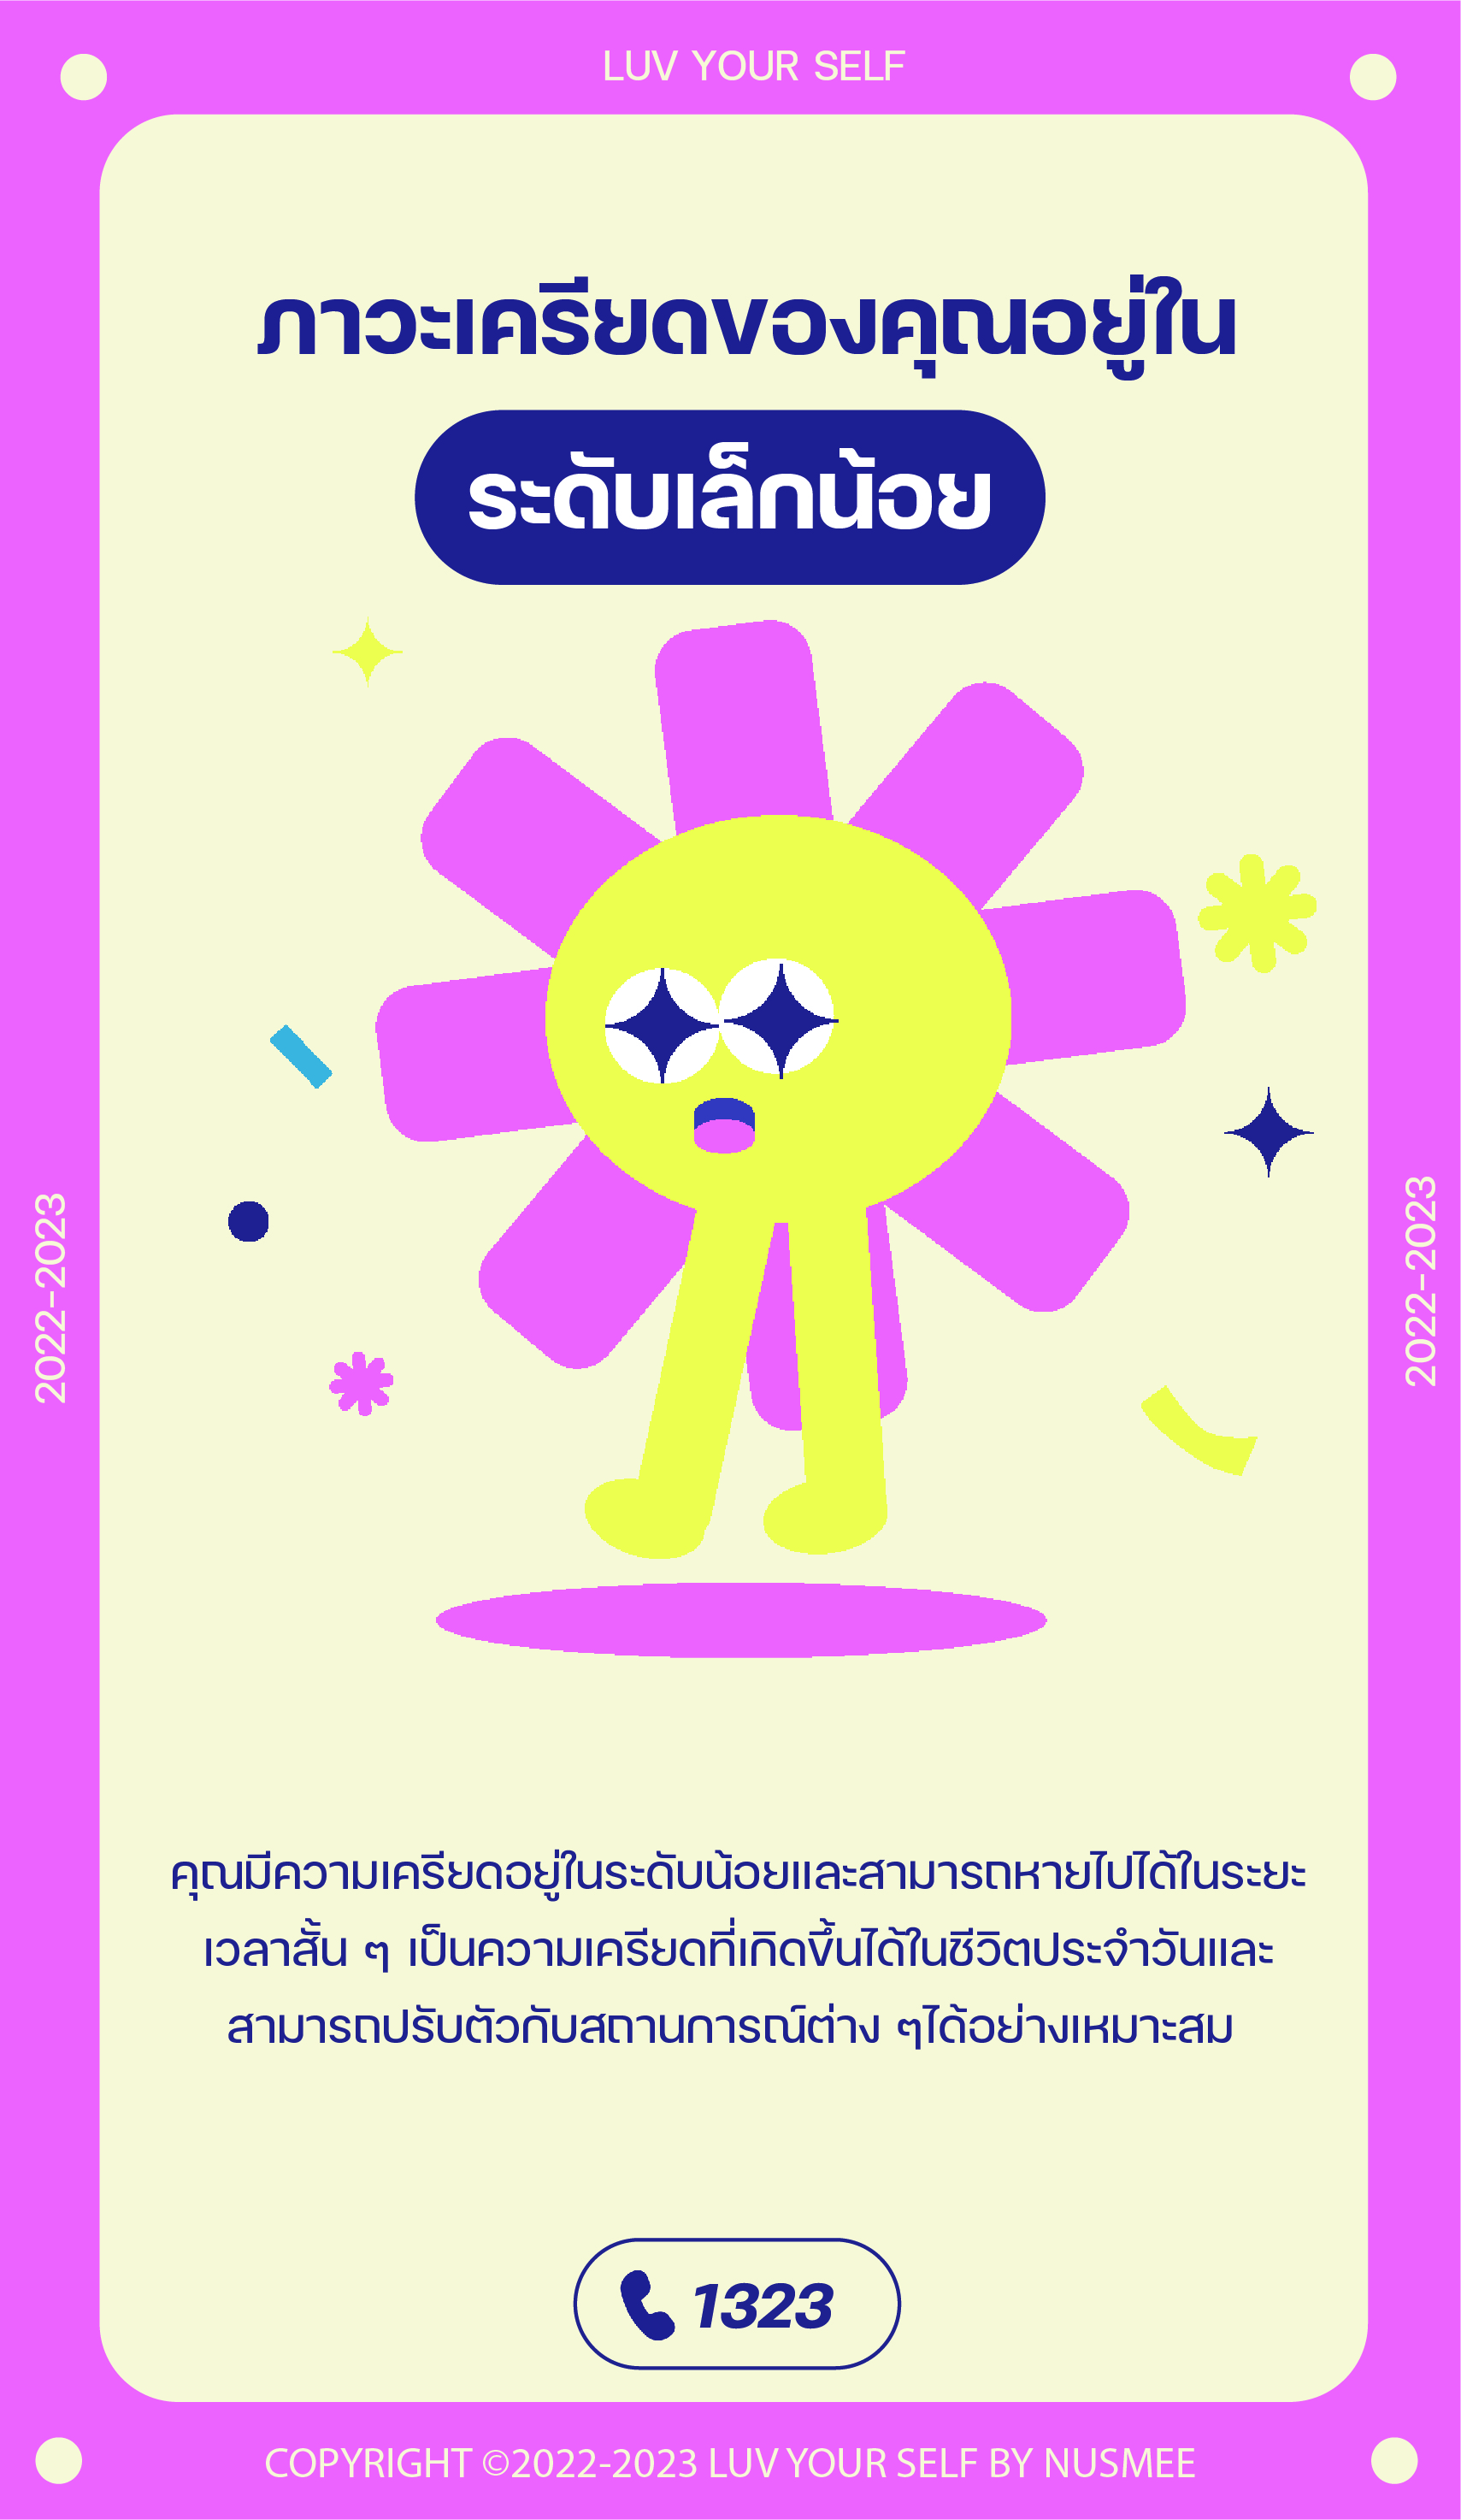 LUV YOUR SELF
ภาวะเครียดของคุณอยู่ใน
ระดับเล็กน้อย
2022-2023
2022-2023
คุณมีความเครียดอยู่ในระดับน้อยและสามารถหายไปได้ในระยะ
เวลาสั้น ๆ เป็นความเครียดที่เกิดขึ้นได้ในชีวิตประจำวันและ
สามารถปรับตัวกับสถานการณ์ต่าง ๆได้อย่างเหมาะสม
1323
COPYRIGHT ©2022-2023 LUV YOUR SELF BY NUSMEE